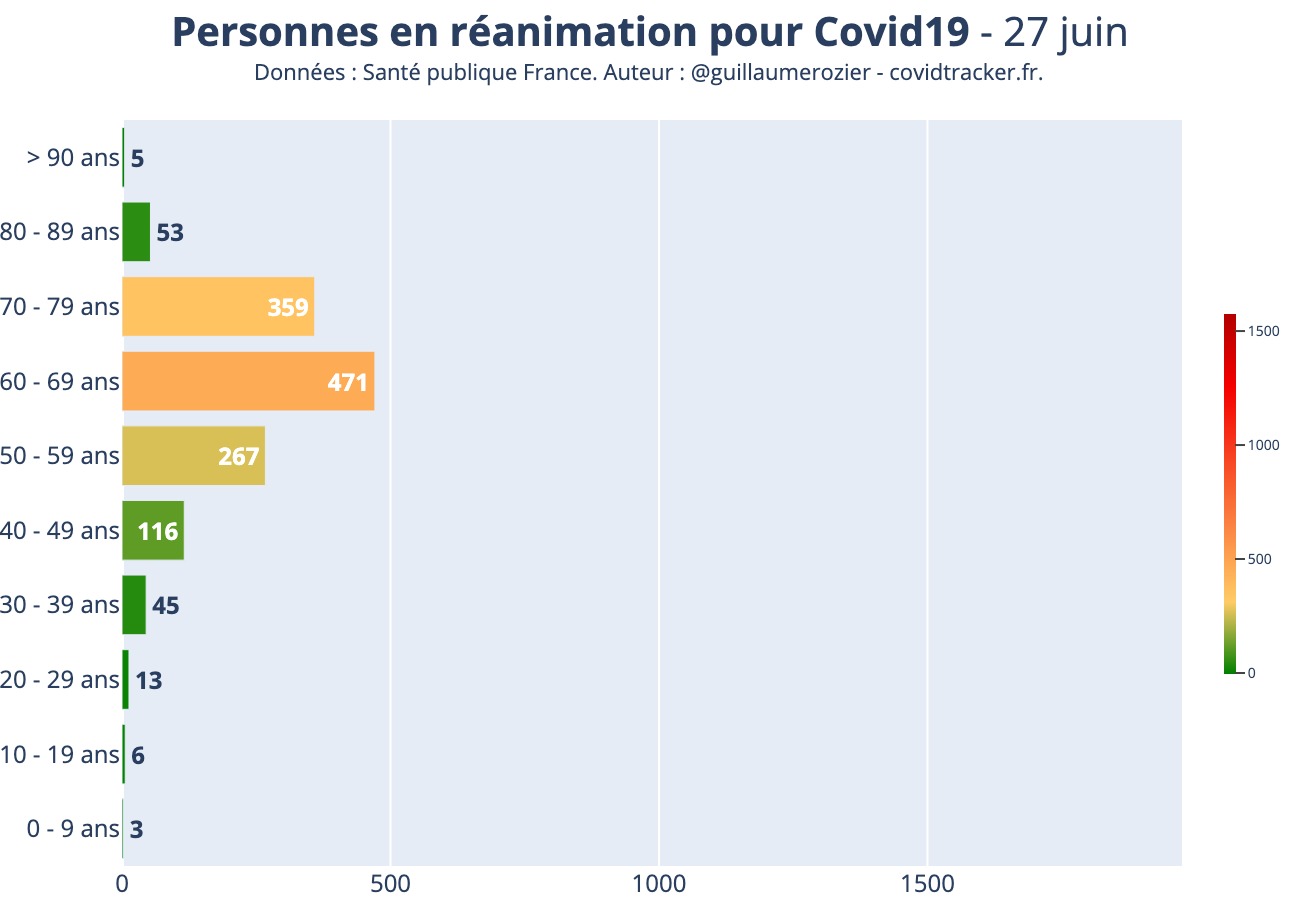 Personnes en réanimation pour Covid19 - 27 juin
Données : Santé publique France. Auteur : @guillaumerozier - covidtracker.fr.
> 90 ans 5
80 - 89 ans 53
70 - 79 ans 359
60 - 69 ans 471
50 - 59 ans 267
40 - 49 ans 116
30 - 39 ans 45
20 - 29 ans 13
10 - 19 ans 6
0 - 9 ans 3
0 500 1000 1500
1500
1000
500
0